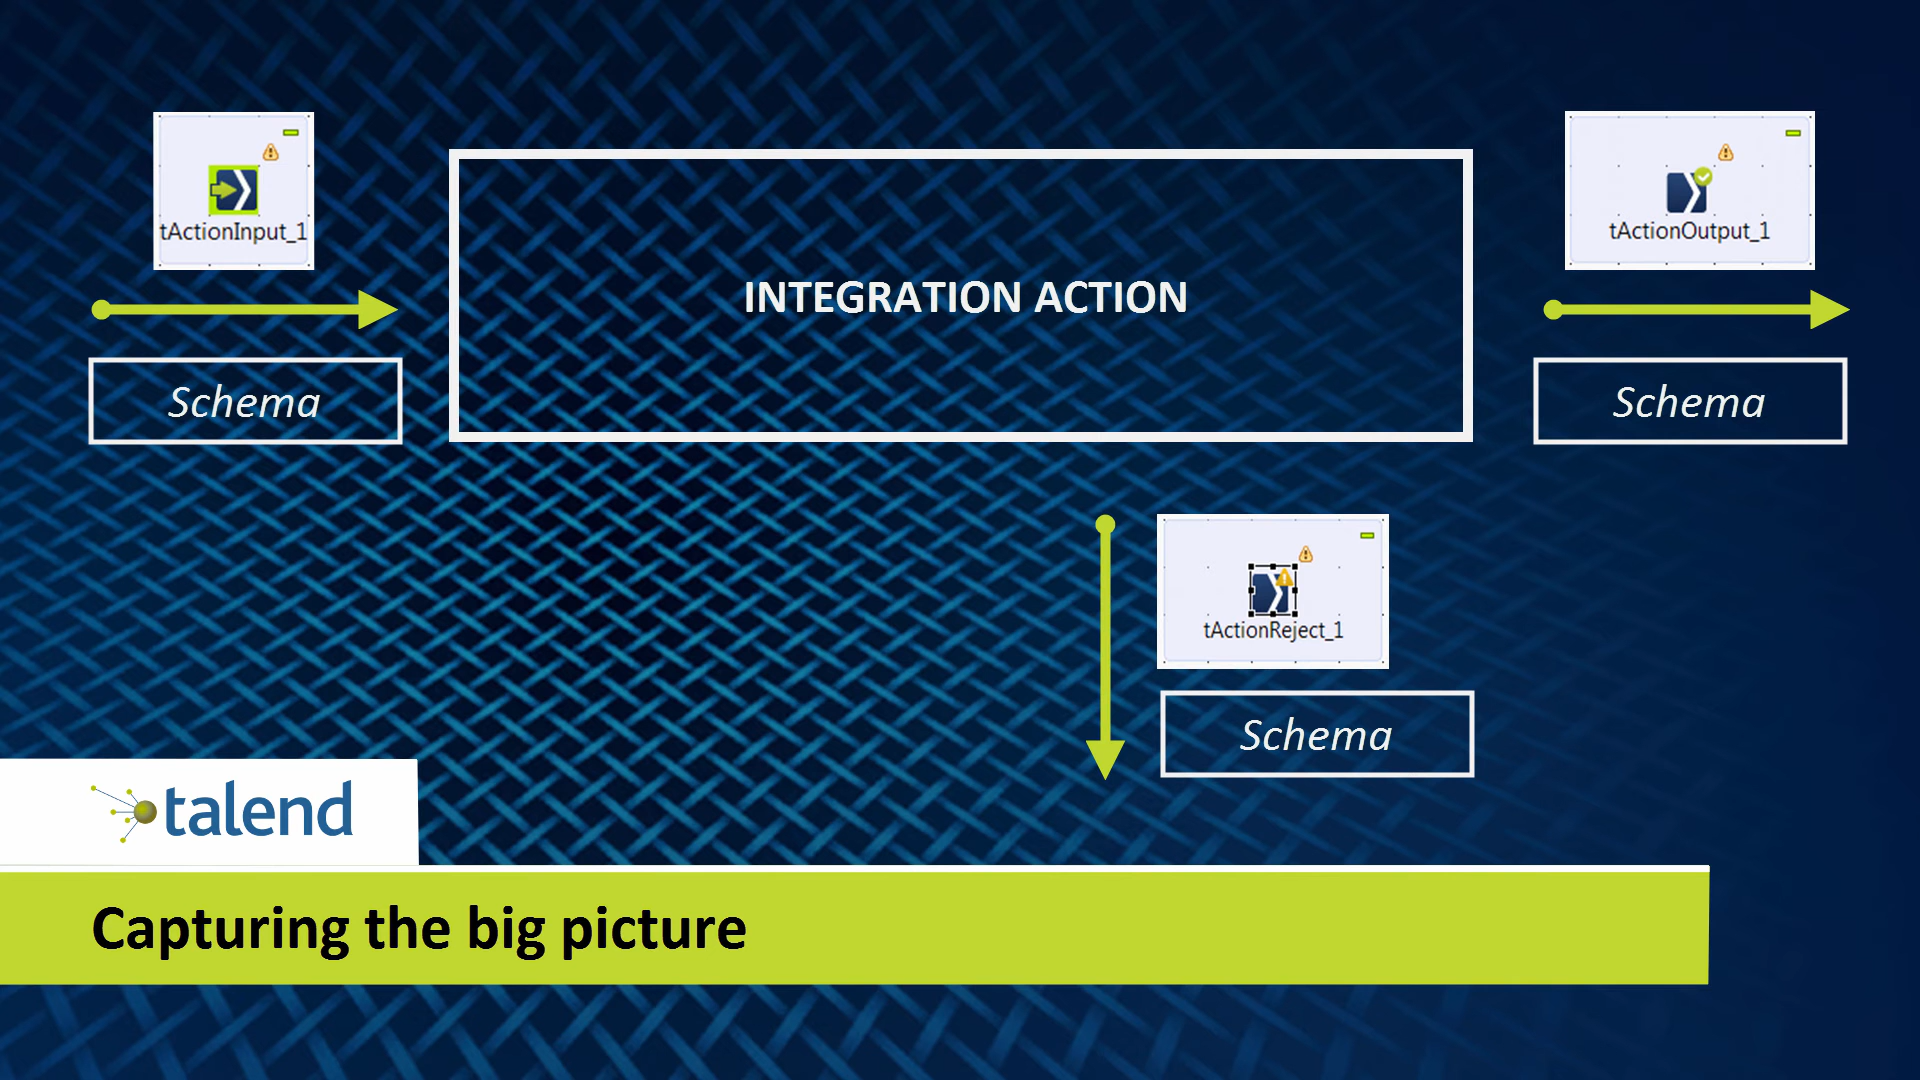 tActionInput_1
INTEGRATION ACTION
tActionOutput_1
Schema
Schema
tActionReject_1
Schema
talend
Capturing the big picture